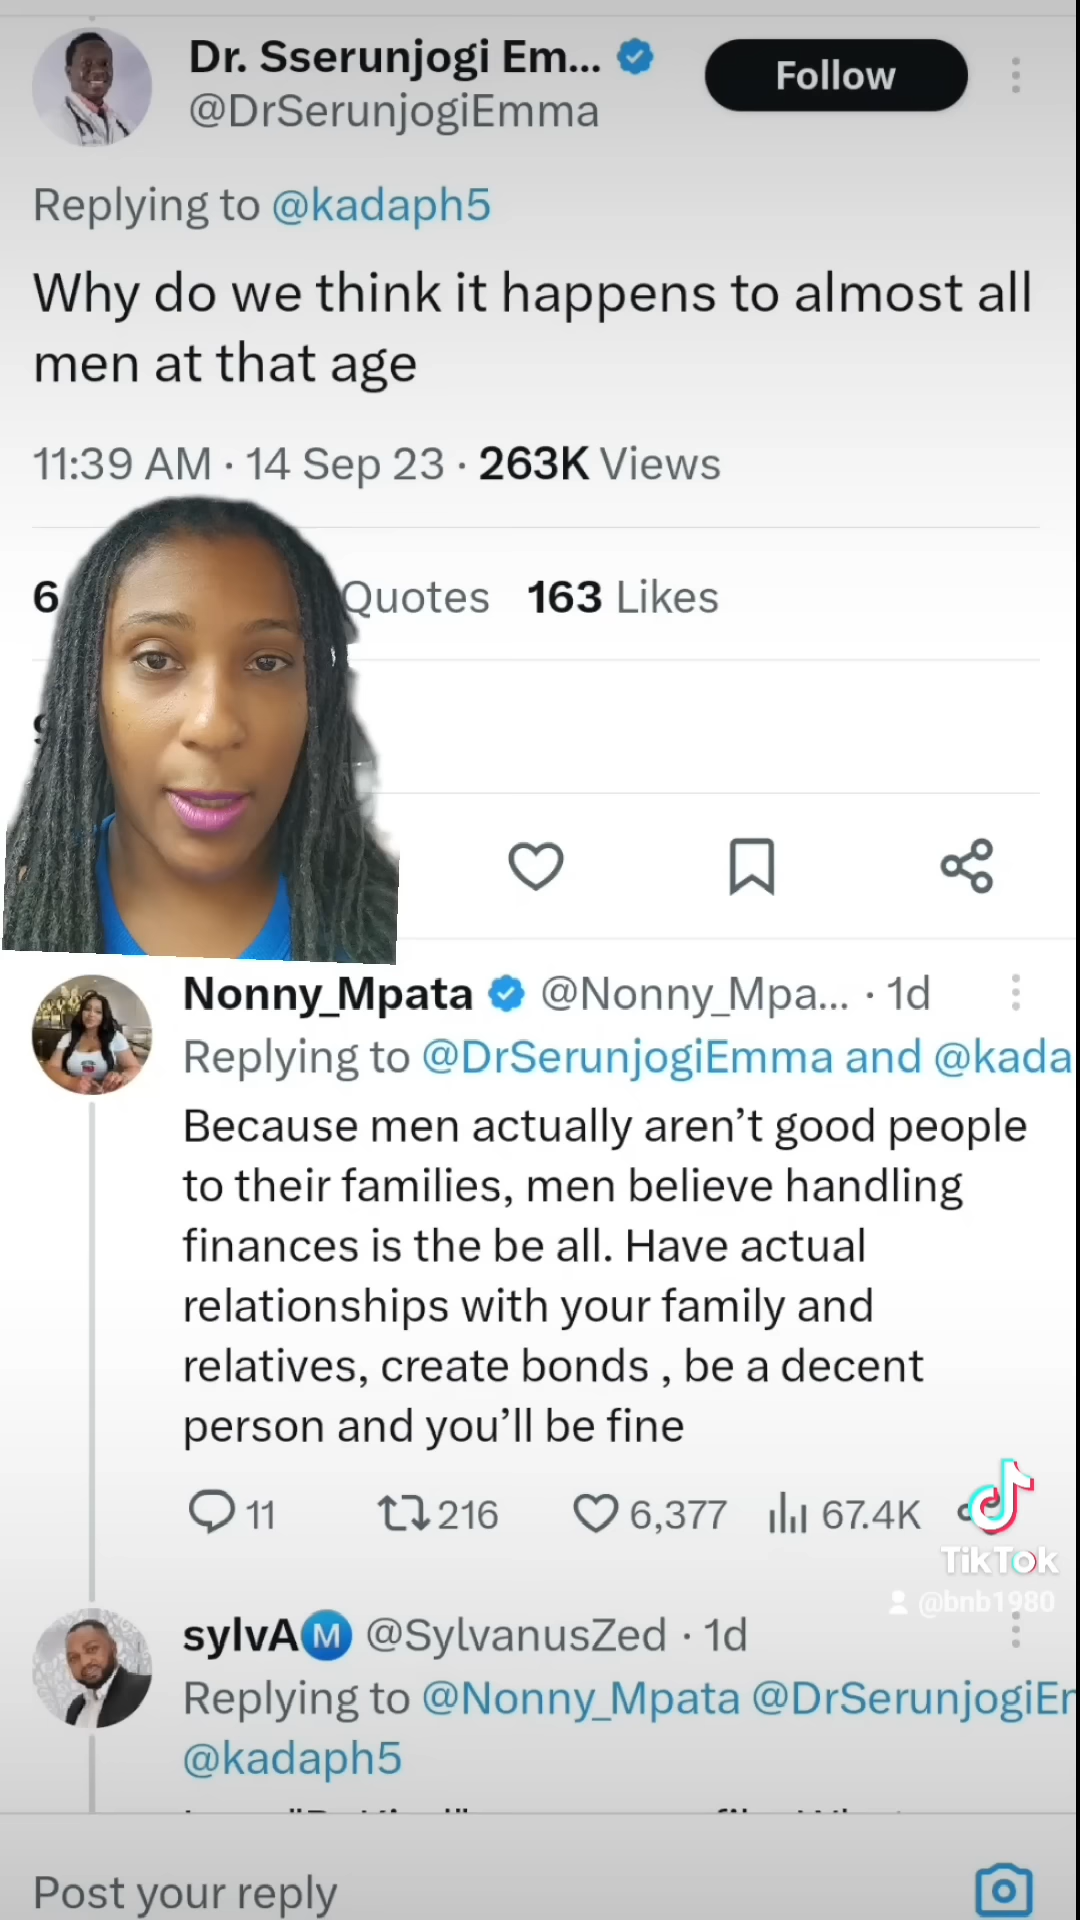 Dr. Sserunjogi Em...
@DrSerunjogiEmma
Follow
Replying to @kadaph5
Why do we think it happens to almost all
men at that age
11:39 AM · 14 Sep 23 · 263K Views
6 Quotes 163 Likes
Nonny_Mpata @Nonny_Mpa... · 1d
Replying to @DrSerunjogiEmma and @kada
Because men actually aren’t good people
to their families, men believe handling
finances is the be all. Have actual
relationships with your family and
relatives, create bonds , be a decent
person and you’ll be fine
11 216 6,377 67.4K
TikTok
@bnb1980
sylvA M @SylvanusZed · 1d
Replying to @Nonny_Mpata @DrSerunjogiEm
@kadaph5
Post your reply